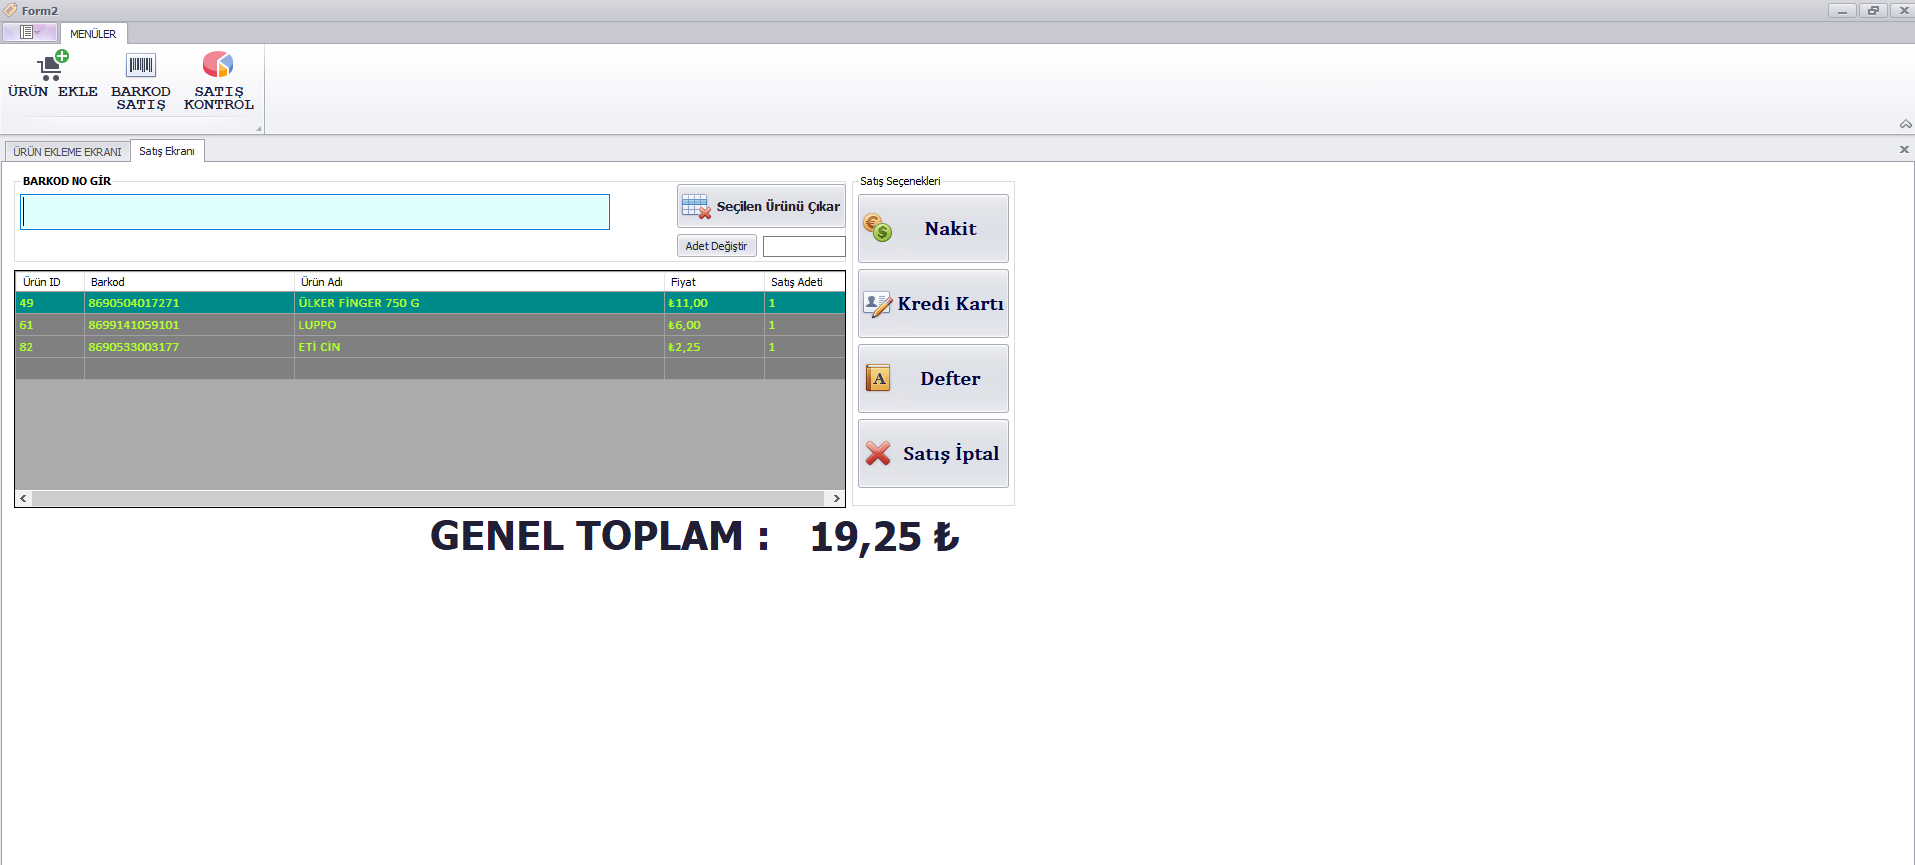 Form2
MENÜLER
ÜRÜN EKLE
BARKOD
SATIŞ
SATIŞ
KONTROL
ÜRÜN EKLEME EKRANI
Satış Ekranı
BARKOD NO GİR
Seçilen Ürünü Çıkar
Adet Değiştir
Satış Seçenekleri
Nakit
Kredi Kartı
A
Defter
Satış İptal
Ürün ID Barkod Ürün Adı Fiyat Satış Adeti
49 8690504017271 ÜLKER FİNGER 750 G ₺11,00 1
61 8699141059101 LUPPO ₺6,00 1
82 8690533003177 ETİ CİN ₺2,25 1
GENEL TOPLAM : 19,25 ₺